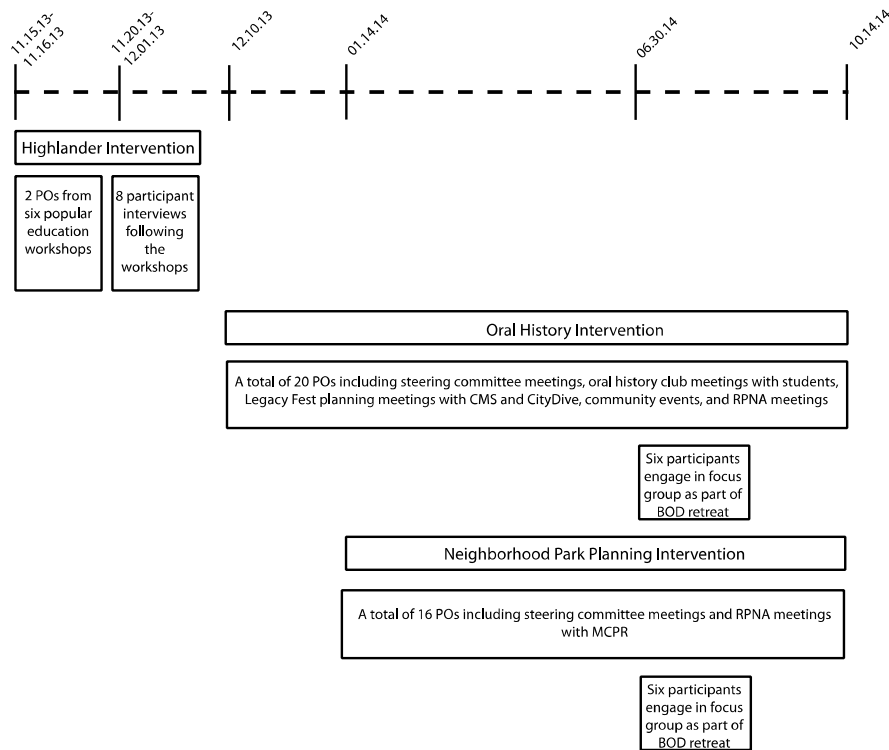 11.15.13-
11.16.13
11.20.13-
12.01.13
12.10.13
01.14.14
06.30.14
10.14.14
Highlander Intervention
2 POs from
six popular
education
workshops
8 participant
interviews
following
the
workshops
Oral History Intervention
A total of 20 POs including steering committee meetings, oral history club meetings with students,
Legacy Fest planning meetings with CMS and CityDive, community events, and RPNA meetings
Six participants
engage in focus
group as part of
BOD retreat
Neighborhood Park Planning Intervention
A total of 16 POs including steering committee meetings and RPNA meetings
with MCPR
Six participants
engage in focus
group as part of
BOD retreat